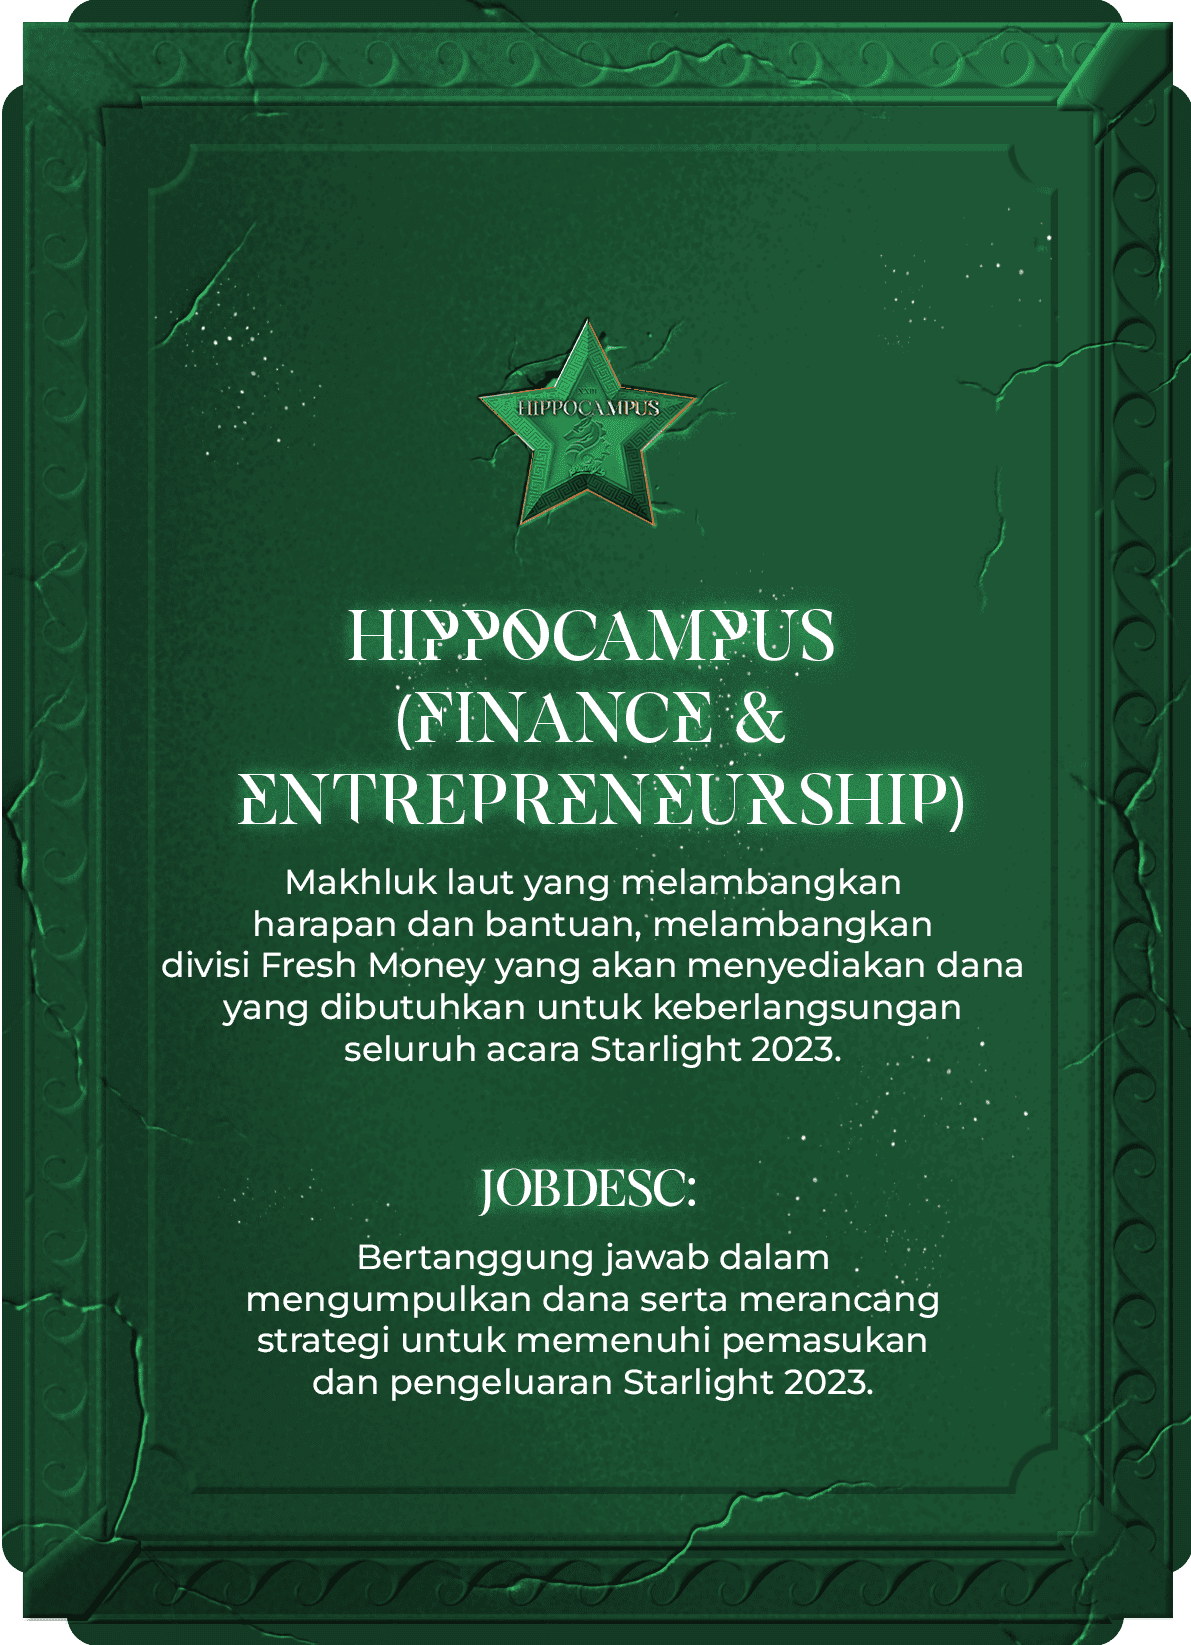 XXIII
HIPPOCAMPUS
HIPPOCAMPUS
(FINANCE &
ENTREPRENEURSHIP)
Makhluk laut yang melambangkan
harapan dan bantuan, melambangkan
divisi Fresh Money yang akan menyediakan dana
yang dibutuhkan untuk keberlangsungan
seluruh acara Starlight 2023.
JOBDESC:
Bertanggung jawab dalam
mengumpulkan dana serta merancang
strategi untuk memenuhi pemasukan
dan pengeluaran Starlight 2023.